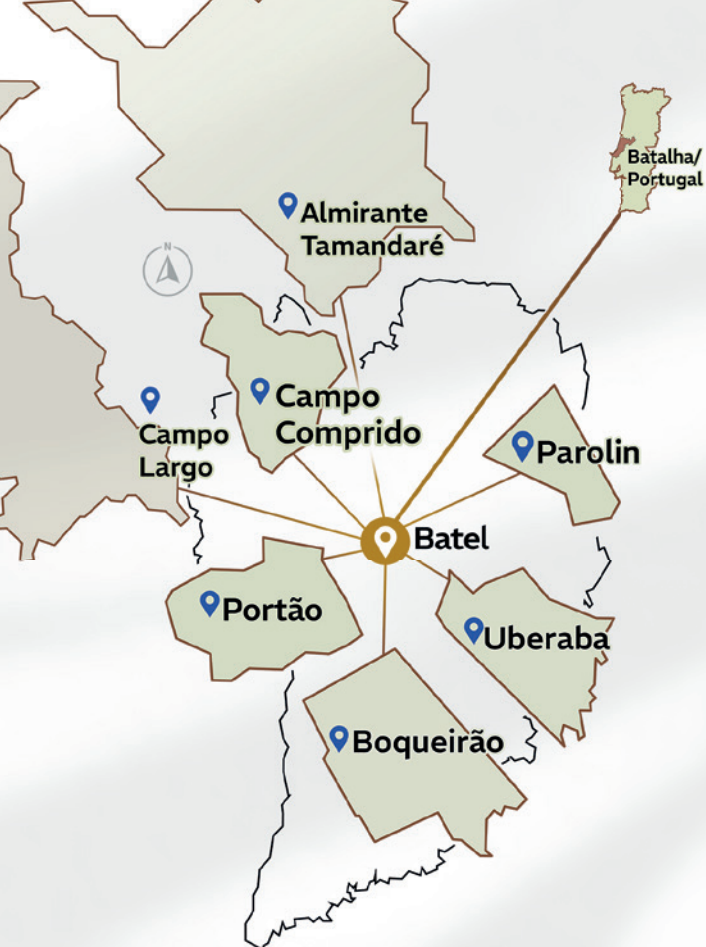 Batalha/
Portugal
Almirante
Tamandaré
N
Campo
Comprido
Campo
Largo
Parolin
Batel
Portão
Uberaba
Boqueirão